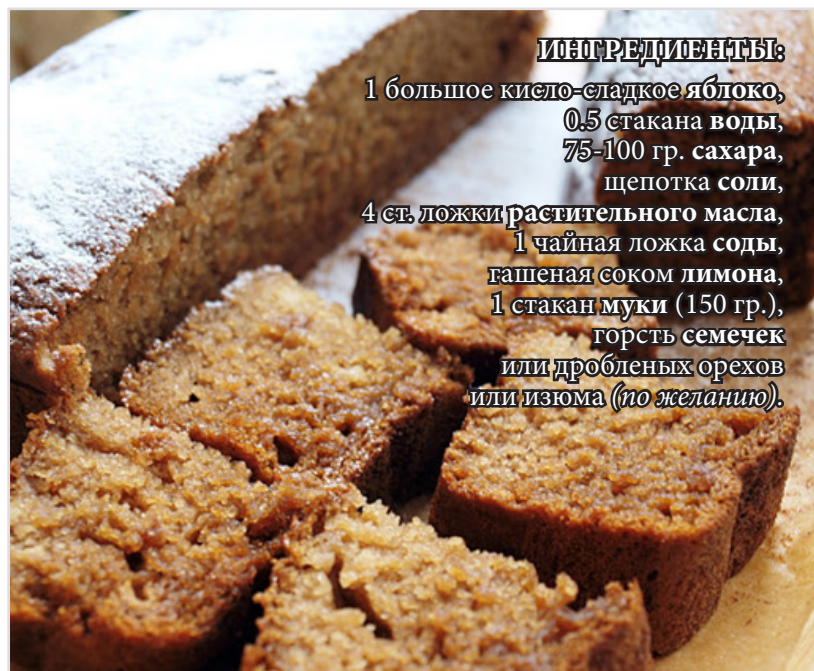 ИНГРЕДИЕНТЫ:
1 большое кисло-сладкое яблоко,
0.5 стакана воды,
75-100 гр. сахара,
щепотка соли,
4 ст. ложки растительного масла,
1 чайная ложка соды,
гашеная соком лимона,
1 стакан муки (150 гр.),
горсть семечек
или дробленых орехов
или изюма (по желанию).